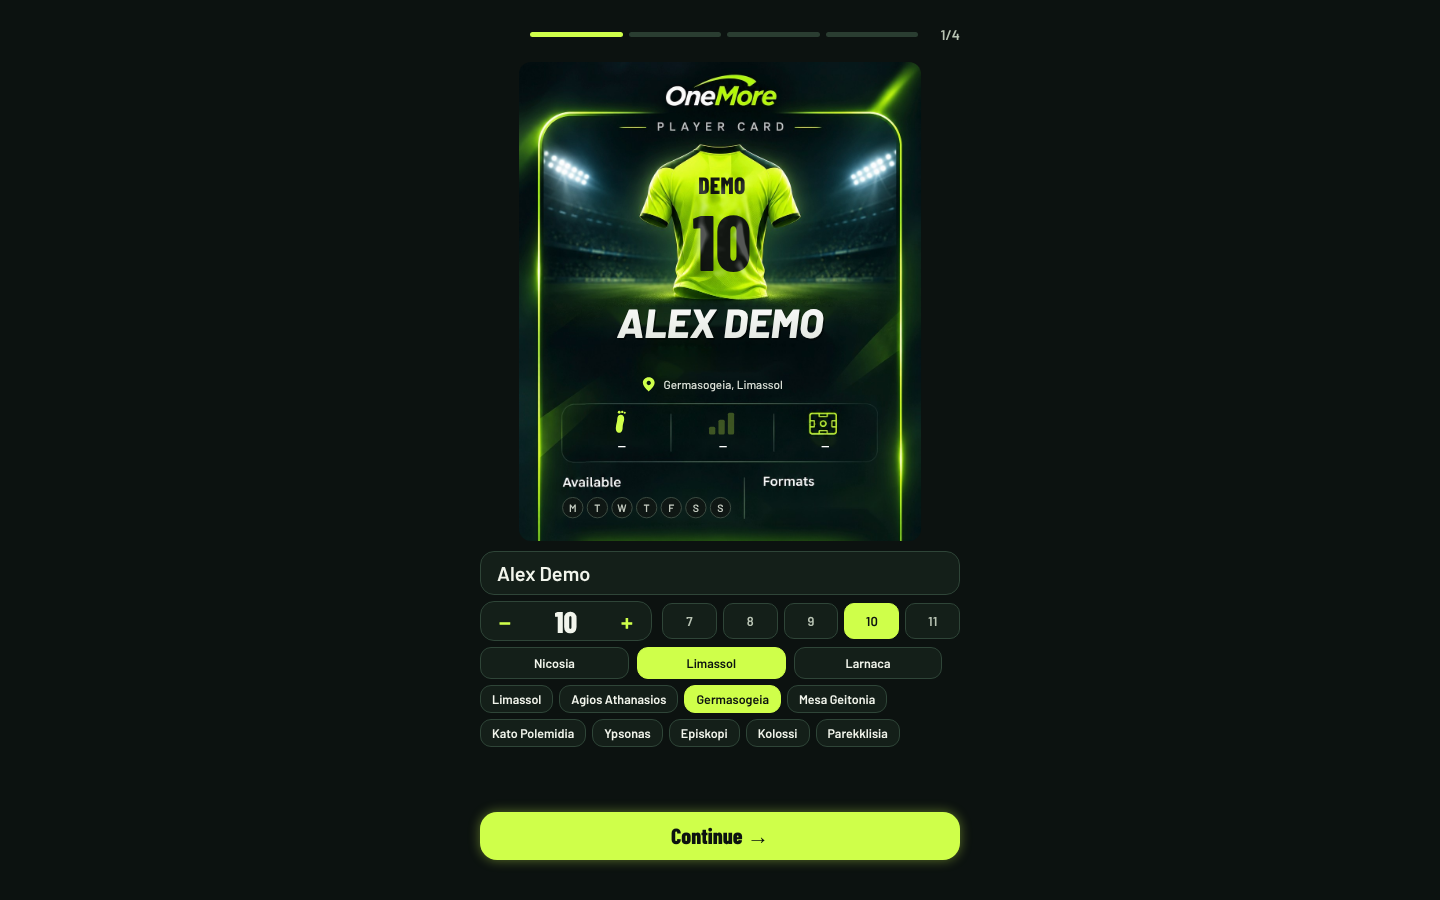 1/4
OneMore
PLAYER CARD
DEMO
10
ALEX DEMO
Germasogeia, Limassol
– – –
Available Formats
M T W T F S S
Alex Demo
− 10 + 7 8 9 10 11
Nicosia Limassol Larnaca
Limassol Agios Athanasios Germasogeia Mesa Geitonia
Kato Polemidia Ypsonas Episkopi Kolossi Parekklisia
Continue →